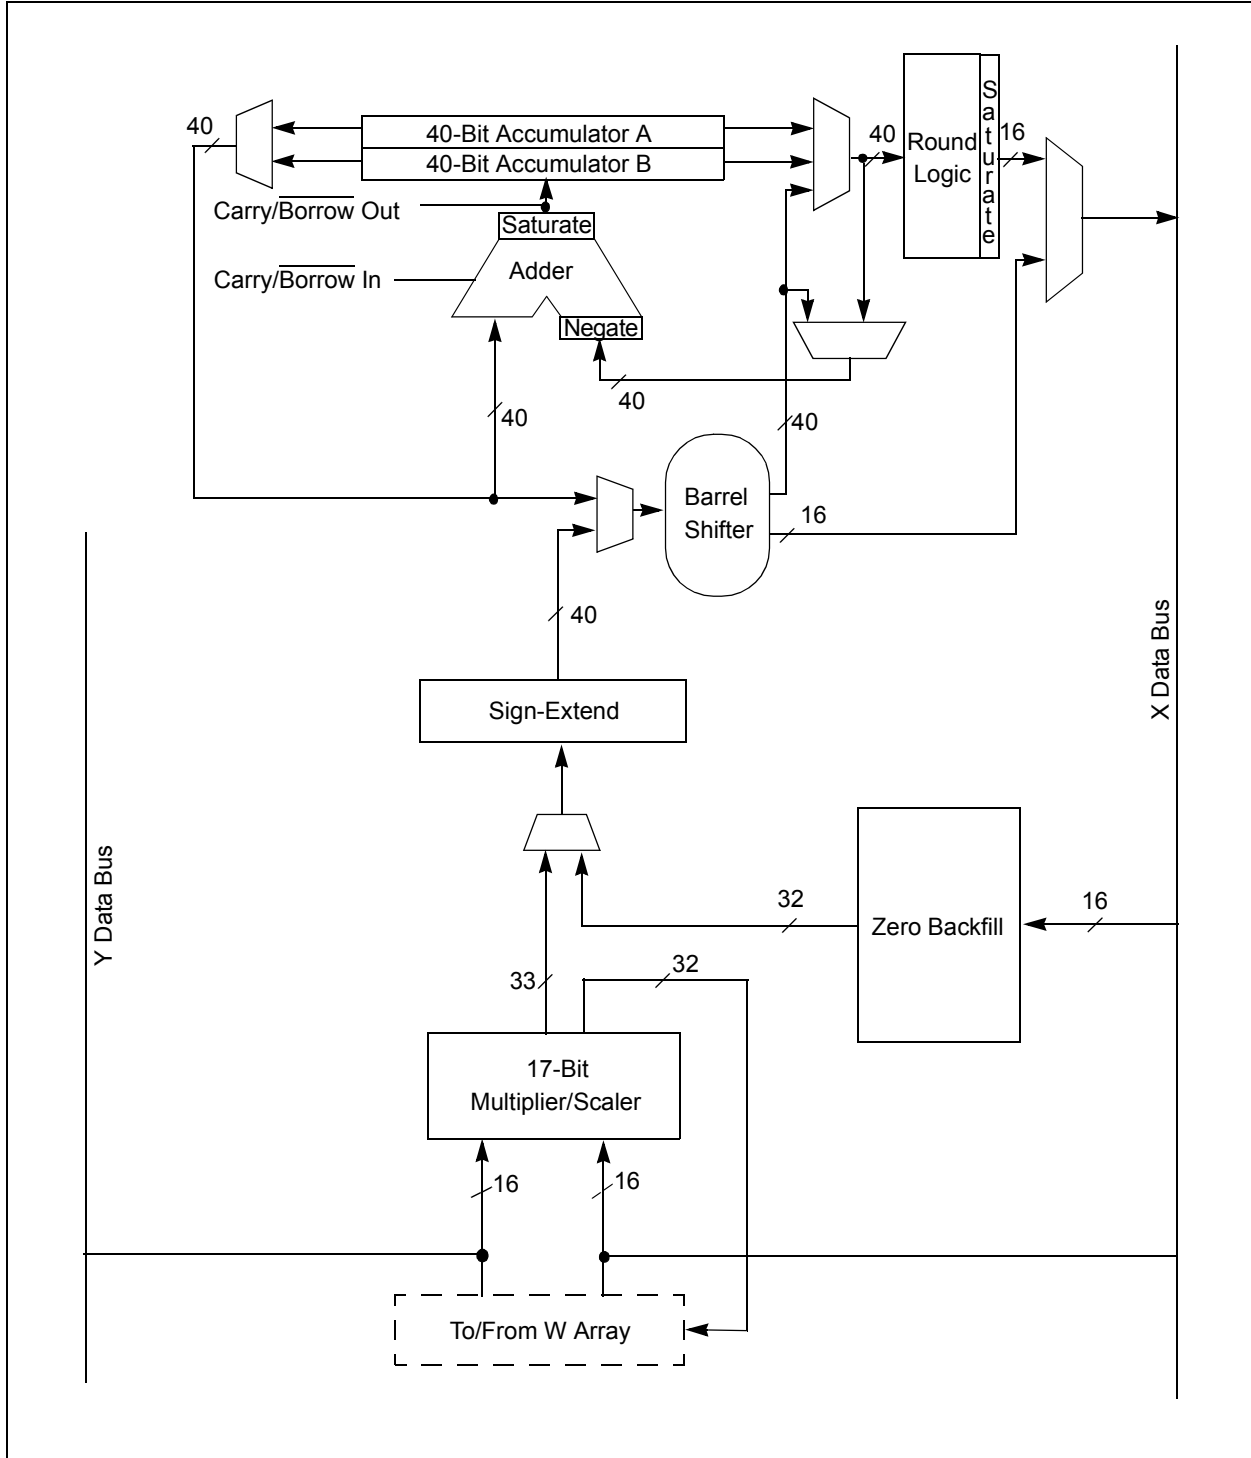 40
40-Bit Accumulator A
40-Bit Accumulator B
40
Round
Logic
Saturate
16
Carry/Borrow Out
Saturate
Carry/Borrow In
Adder
Negate
40
40
40
Barrel
Shifter
16
40
Sign-Extend
X Data Bus
Y Data Bus
32
Zero Backfill
16
33
32
17-Bit
Multiplier/Scaler
16
16
To/From W Array